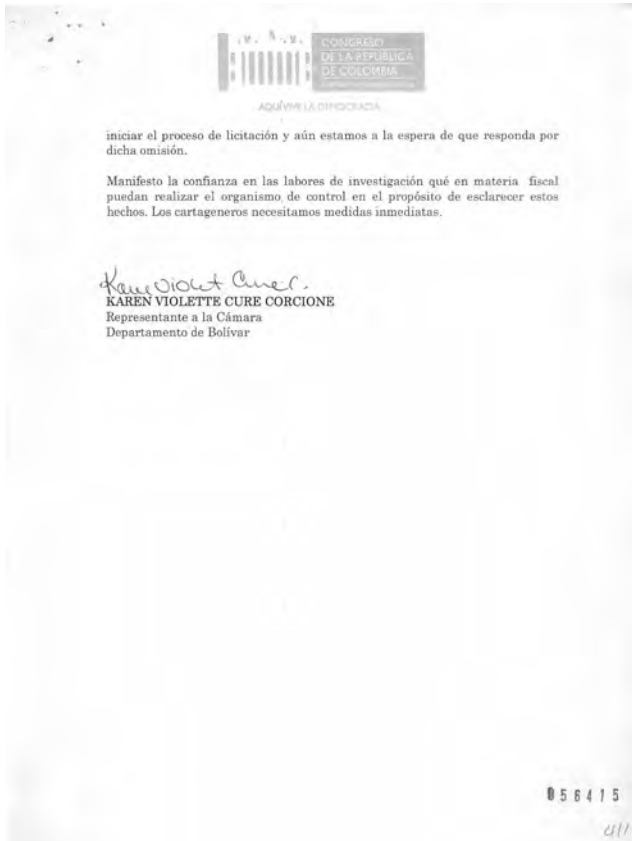 CONGRESO
DE LA REPÚBLICA
DE COLOMBIA
AQUÍ VIVE LA DEMOCRACIA
iniciar el proceso de licitación y aún estamos a la espera de que responda por
dicha omisión.
Manifesto la confianza en las labores de investigación qué en materia fiscal
puedan realizar el organismo de control en el propósito de esclarecer estos
hechos. Los cartageneros necesitamos medidas inmediatas.
Karen Violet Cure C.
KAREN VIOLETTE CURE CORCIONE
Representante a la Cámara
Departamento de Bolívar
056415
411